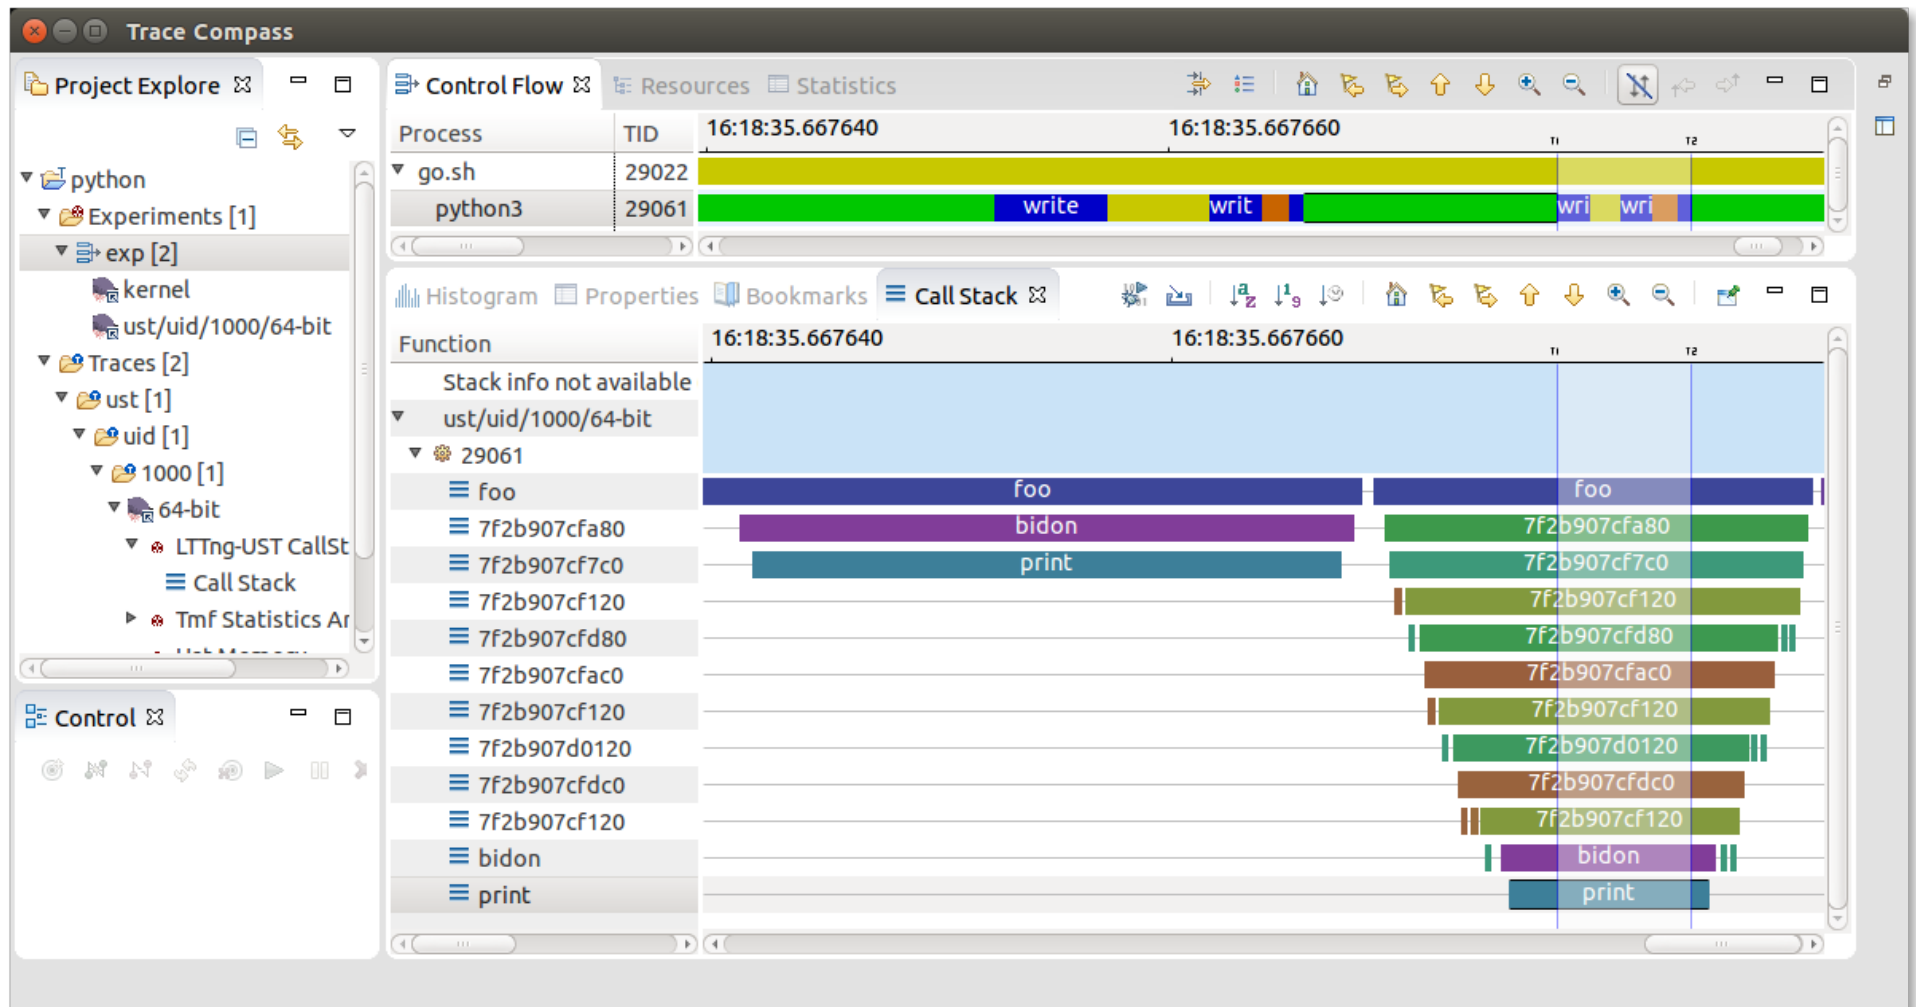 Trace Compass
Project Explore
python
Experiments [1]
exp [2]
kernel
ust/uid/1000/64-bit
Traces [2]
ust [1]
uid [1]
1000 [1]
64-bit
LTTng-UST CallSt
Call Stack
Tmf Statistics Ar
Control
Control Flow Resources Statistics
Process TID 16:18:35.667640 16:18:35.667660
T1 T2
go.sh 29022
python3 29061 write writ wri wri
Histogram Properties Bookmarks Call Stack
Function 16:18:35.667640 16:18:35.667660
T1 T2
Stack info not available
ust/uid/1000/64-bit
29061
foo foo foo
7f2b907cfa80 bidon 7f2b907cfa80
7f2b907cf7c0 print 7f2b907cf7c0
7f2b907cf120 7f2b907cf120
7f2b907cfd80 7f2b907cfd80
7f2b907cfac0 7f2b907cfac0
7f2b907cf120 7f2b907cf120
7f2b907d0120 7f2b907d0120
7f2b907cfdc0 7f2b907cfdc0
7f2b907cf120 7f2b907cf120
bidon bidon
print print